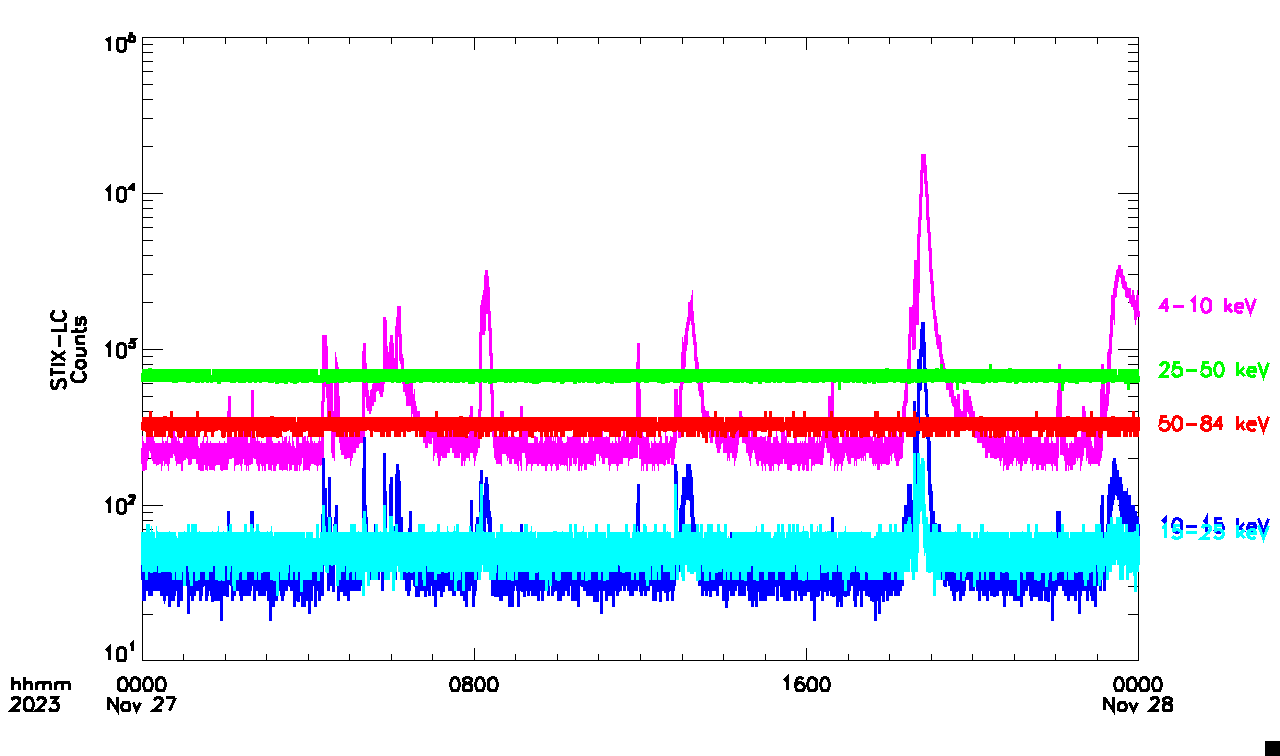 10^6
10^4
10^3
10^2
10^1
STIX-LC
Counts
4-10 keV
25-50 keV
50-84 keV
10-15 keV
15-25 keV
hhmm 0000 0800 1600 0000
2023 Nov 27 Nov 28